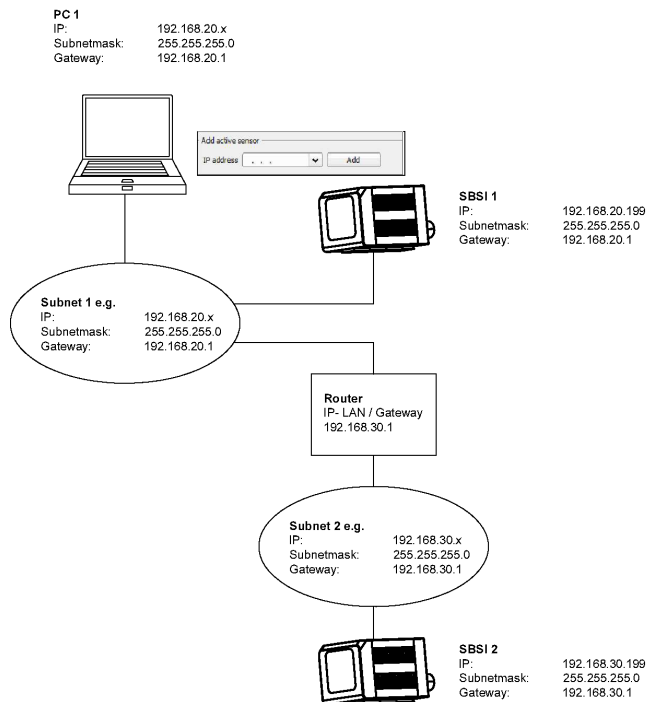 PC 1
IP: 192.168.20.x
Subnetmask: 255.255.255.0
Gateway: 192.168.20.1
Add active sensor
IP address . . . Add
SBSI 1
IP: 192.168.20.199
Subnetmask: 255.255.255.0
Gateway: 192.168.20.1
Subnet 1 e.g.
IP: 192.168.20.x
Subnetmask: 255.255.255.0
Gateway: 192.168.20.1
Router
IP- LAN / Gateway
192.168.30.1
Subnet 2 e.g.
IP: 192.168.30.x
Subnetmask: 255.255.255.0
Gateway: 192.168.30.1
SBSI 2
IP: 192.168.30.199
Subnetmask: 255.255.255.0
Gateway: 192.168.30.1